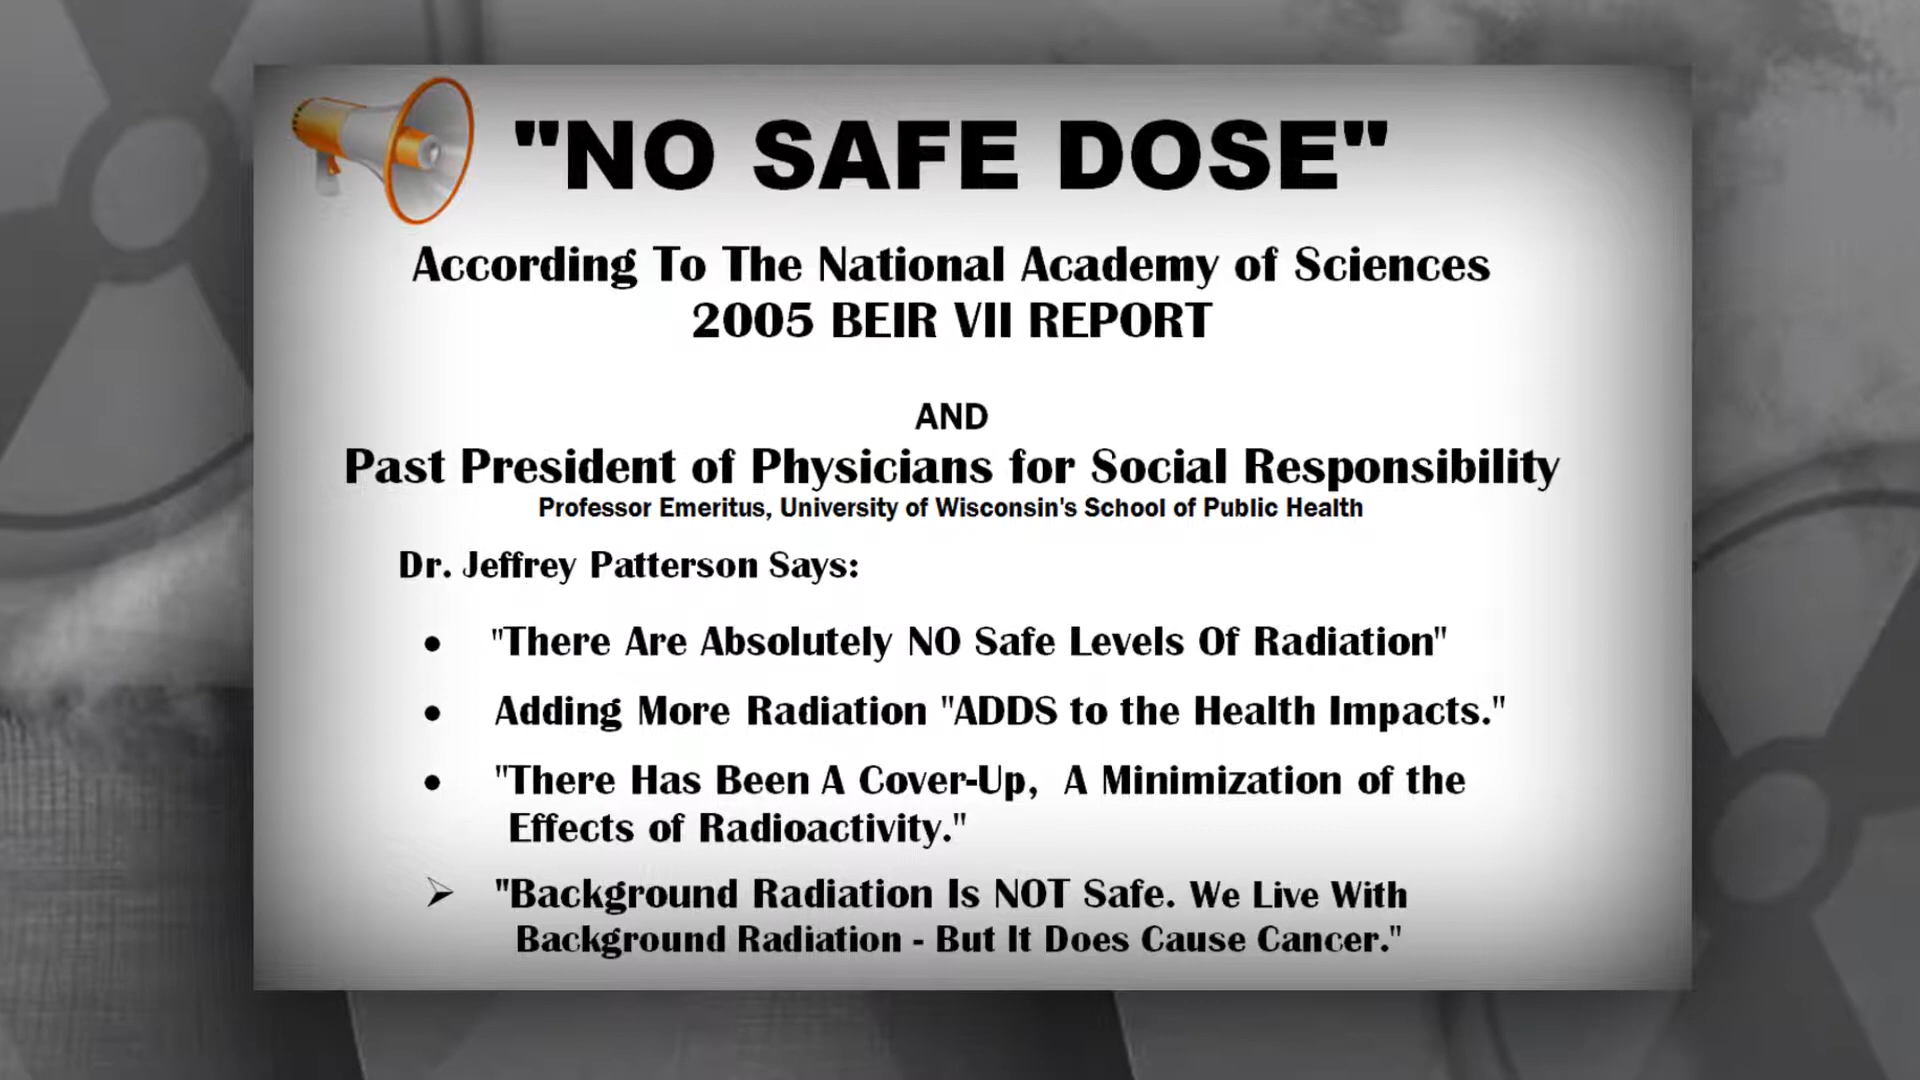 "NO SAFE DOSE"
According To The National Academy of Sciences
2005 BEIR VII REPORT
AND
Past President of Physicians for Social Responsibility
Professor Emeritus, University of Wisconsin's School of Public Health
Dr. Jeffrey Patterson Says:
• "There Are Absolutely NO Safe Levels Of Radiation"
• Adding More Radiation "ADDS to the Health Impacts."
• "There Has Been A Cover-Up, A Minimization of the
Effects of Radioactivity."
➢ "Background Radiation Is NOT Safe. We Live With
Background Radiation - But It Does Cause Cancer."